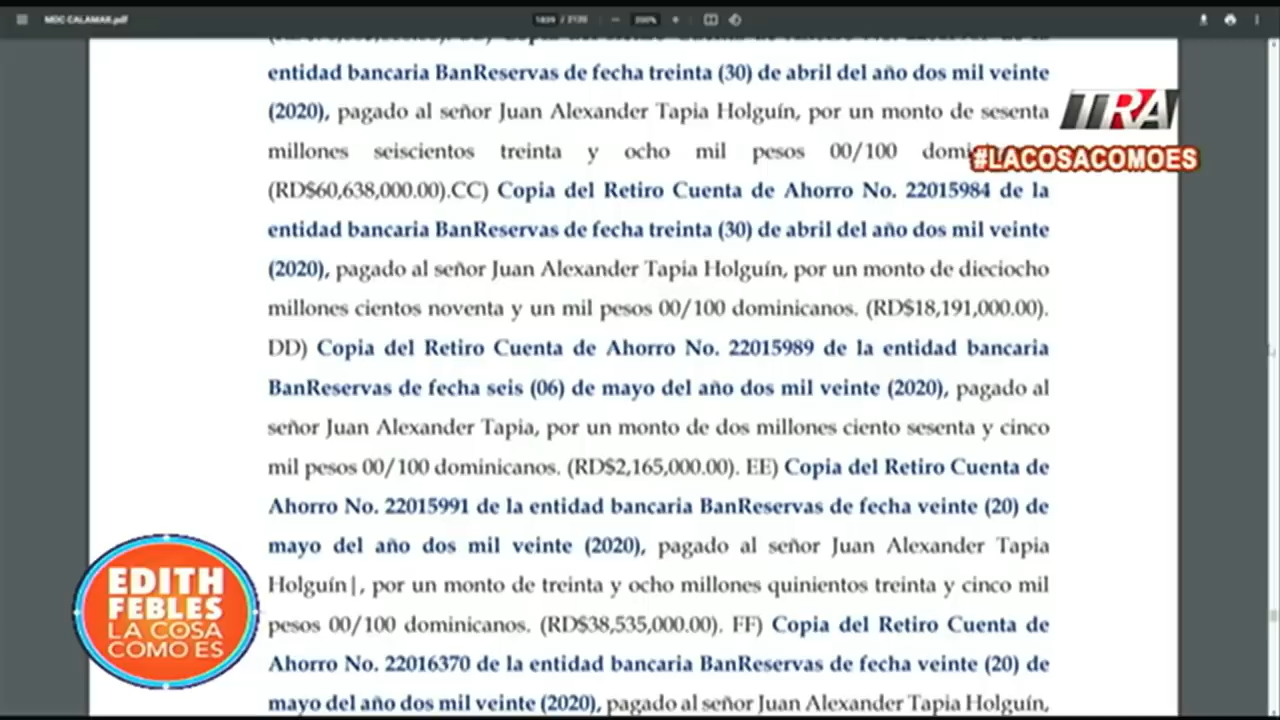 MDC CALAMAR.pdf
200%
entidad bancaria BanReservas de fecha treinta (30) de abril del año dos mil veinte
(2020), pagado al señor Juan Alexander Tapia Holguín, por un monto de sesenta
millones seiscientos treinta y ocho mil pesos 00/100
(RD$60,638,000.00).CC) Copia del Retiro Cuenta de Ahorro No. 22015984 de la
entidad bancaria BanReservas de fecha treinta (30) de abril del año dos mil veinte
(2020), pagado al señor Juan Alexander Tapia Holguín, por un monto de dieciocho
millones cientos noventa y un mil pesos 00/100 dominicanos. (RD$18,191,000.00).
DD) Copia del Retiro Cuenta de Ahorro No. 22015989 de la entidad bancaria
BanReservas de fecha seis (06) de mayo del año dos mil veinte (2020), pagado al
señor Juan Alexander Tapia, por un monto de dos millones ciento sesenta y cinco
mil pesos 00/100 dominicanos. (RD$2,165,000.00). EE) Copia del Retiro Cuenta de
Ahorro No. 22015991 de la entidad bancaria BanReservas de fecha veinte (20) de
mayo del año dos mil veinte (2020), pagado al señor Juan Alexander Tapia
Holguín|, por un monto de treinta y ocho millones quinientos treinta y cinco mil
pesos 00/100 dominicanos. (RD$38,535,000.00). FF) Copia del Retiro Cuenta de
Ahorro No. 22016370 de la entidad bancaria BanReservas de fecha veinte (20) de
mayo del año dos mil veinte (2020), pagado al señor Juan Alexander Tapia Holguín,
TRA
#LACOSACOMOES
EDITH
FEBLES
LA COSA
COMO ES